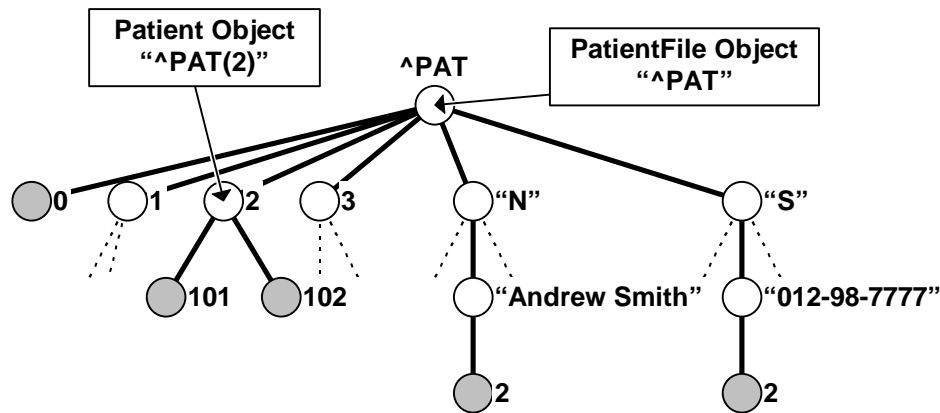 Patient Object
“^PAT(2)”
PatientFile Object
“^PAT”
^PAT
0
1
2
3
“N”
“S”
101
102
“Andrew Smith”
“012-98-7777”
2
2